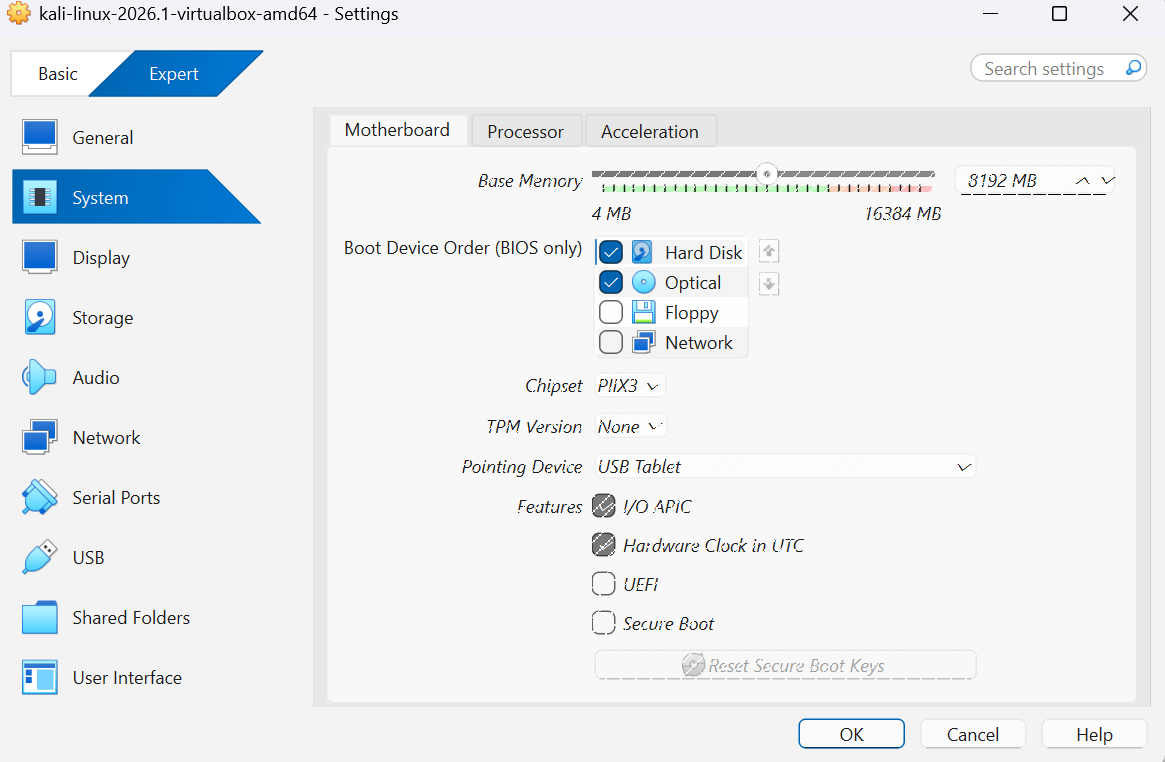 kali-linux-2026.1-virtualbox-amd64 - Settings
Basic
Expert
Search settings
General
System
Display
Storage
Audio
Network
Serial Ports
USB
Shared Folders
User Interface
Motherboard
Processor
Acceleration
Base Memory
8192 MB
4 MB
16384 MB
Boot Device Order (BIOS only)
Hard Disk
Optical
Floppy
Network
Chipset
PIIX3
TPM Version
None
Pointing Device
USB Tablet
Features
I/O APIC
Hardware Clock in UTC
UEFI
Secure Boot
Reset Secure Boot Keys
OK
Cancel
Help